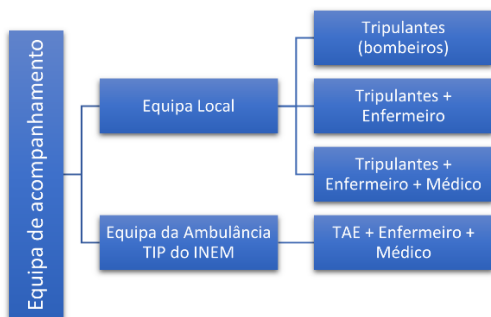 Equipa de acompanhamento
Equipa Local
Tripulantes
(bombeiros)
Tripulantes +
Enfermeiro
Tripulantes +
Enfermeiro + Médico
Equipa da Ambulância
TIP do INEM
TAE + Enfermeiro +
Médico